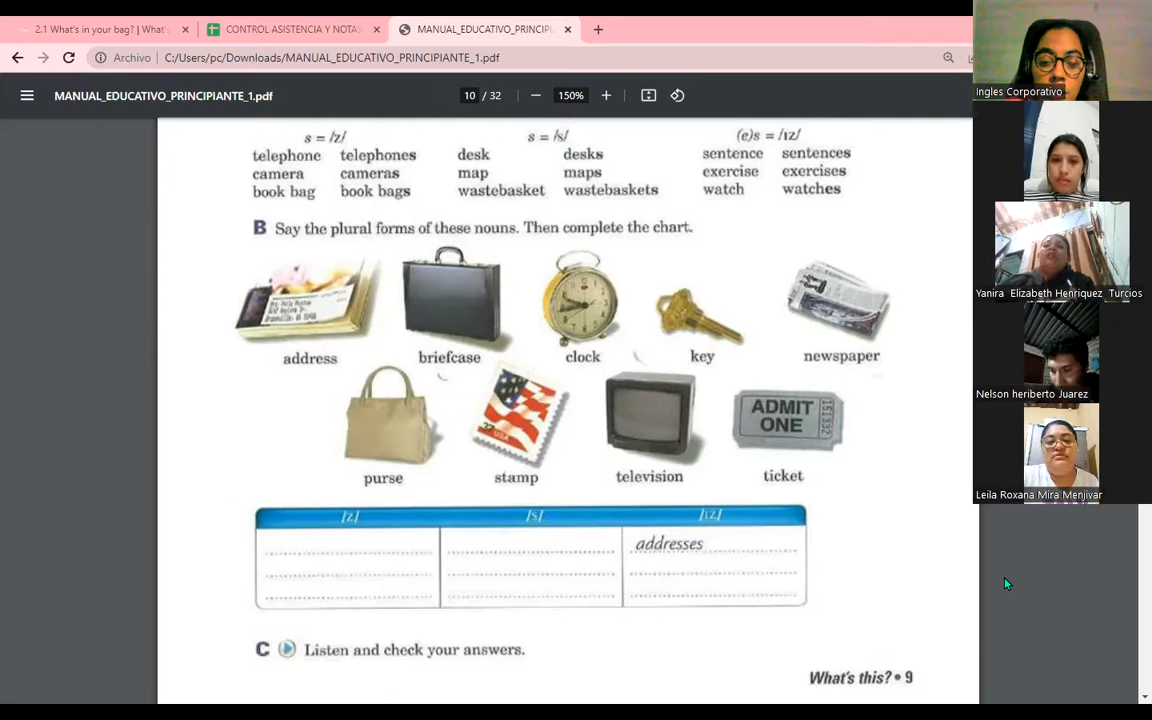 2.1 What's in your bag? | What's
CONTROL ASISTENCIA Y NOTAS
MANUAL_EDUCATIVO_PRINCIPI
Archivo C:/Users/pc/Downloads/MANUAL_EDUCATIVO_PRINCIPIANTE_1.pdf
MANUAL_EDUCATIVO_PRINCIPIANTE_1.pdf 10 / 32 150%
s = /z/ s = /s/ (e)s = /ɪz/
telephone telephones desk desks sentence sentences
camera cameras map maps exercise exercises
book bag book bags wastebasket wastebaskets watch watches
B Say the plural forms of these nouns. Then complete the chart.
address briefcase clock key newspaper
USA
ADMIT
ONE
151332
purse stamp television ticket
/z/ /s/ /ɪz/
addresses
C Listen and check your answers.
What's this? • 9
Ingles Corporativo
Yanira Elizabeth Henriquez Turcios
Nelson heriberto Juarez
Leila Roxana Mira Menjivar